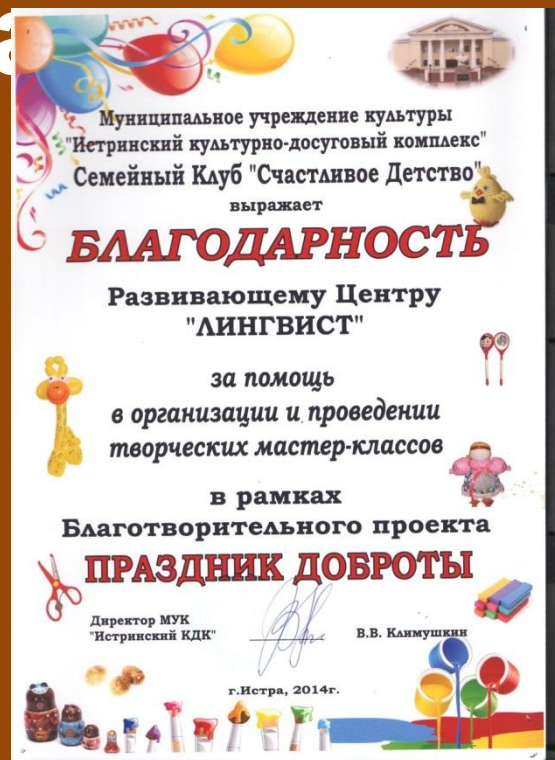 а
Муниципальное учреждение культуры
"Истринский культурно-досуговый комплекс"
Семейный Клуб "Счастливое Детство"
выражает
БЛАГОДАРНОСТЬ
Развивающему Центру
"ЛИНГВИСТ"
за помощь
в организации и проведении
творческих мастер-классов
в рамках
Благотворительного проекта
ПРАЗДНИК ДОБРОТЫ
Директор МУК
"Истринский КДК"
В.В. Климушкин
г.Истра, 2014г.